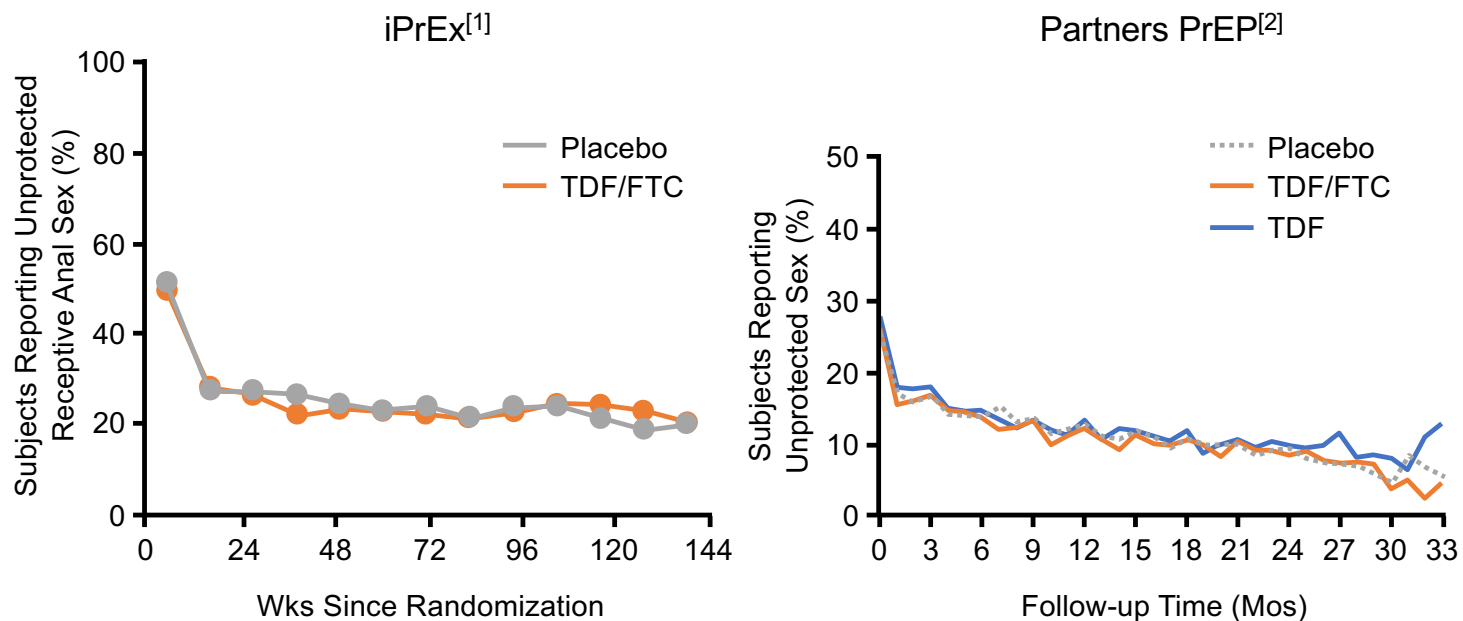 iPrEx[1]
Subjects Reporting Unprotected
Receptive Anal Sex (%)
100
80
60
40
20
0
Placebo
TDF/FTC
0 24 48 72 96 120 144
Wks Since Randomization
Partners PrEP[2]
Subjects Reporting
Unprotected Sex (%)
50
40
30
20
10
0
Placebo
TDF/FTC
TDF
0 3 6 9 12 15 18 21 24 27 30 33
Follow-up Time (Mos)